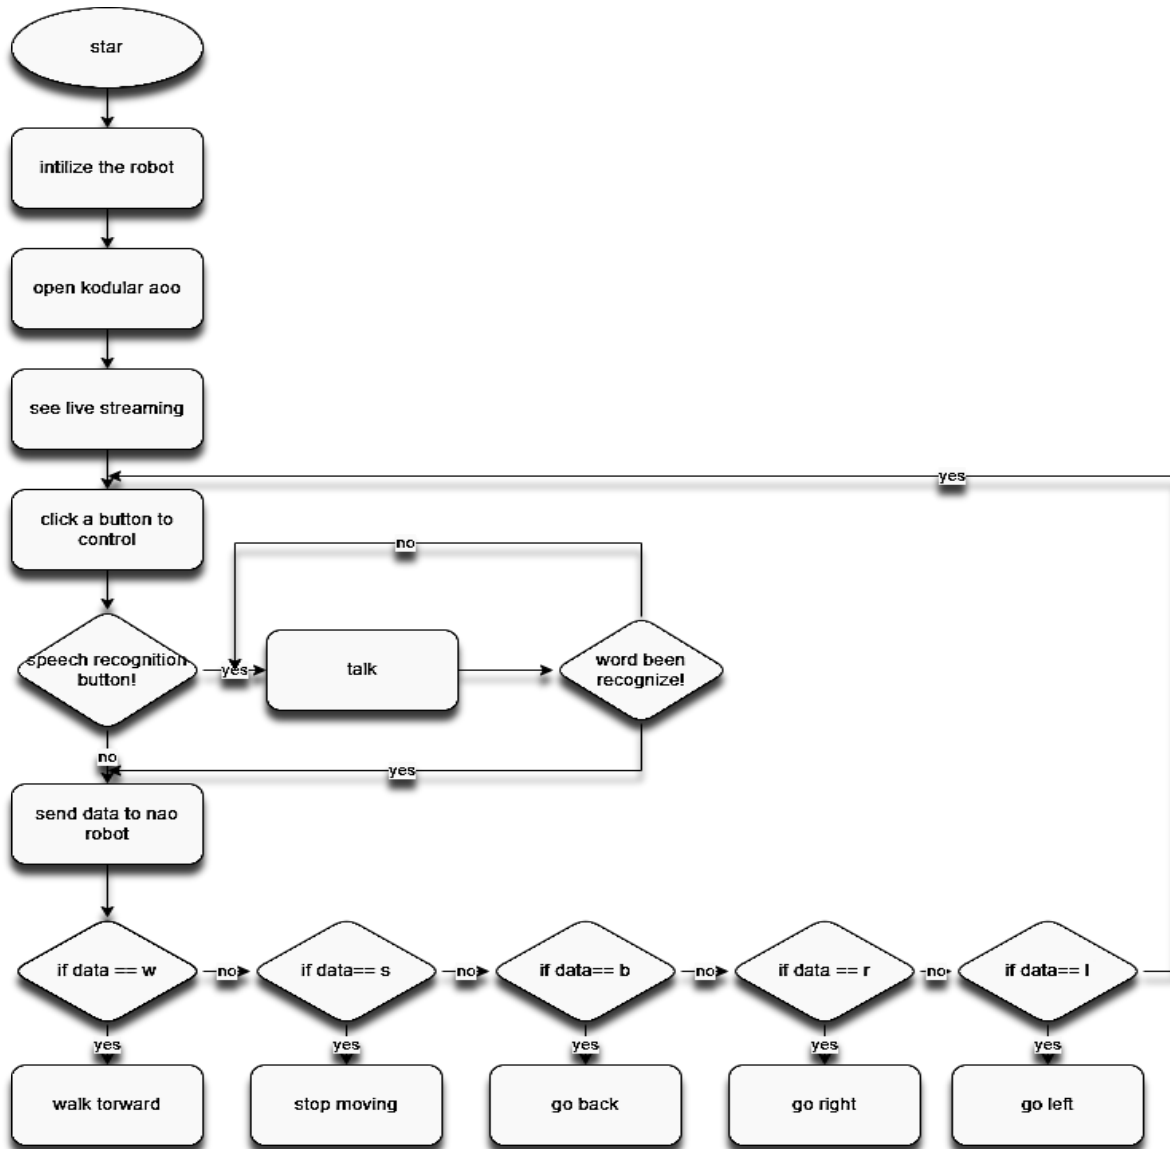 star
intilize the robot
open kodular aoo
see live streaming
yes
click a button to
control
no
speech recognition
button!
yes
talk
word been
recognize!
no
yes
send data to nao
robot
if data == w
no
if data== s
no
if data== b
no
if data == r
no
if data== l
yes
yes
yes
yes
yes
walk torward
stop moving
go back
go right
go left